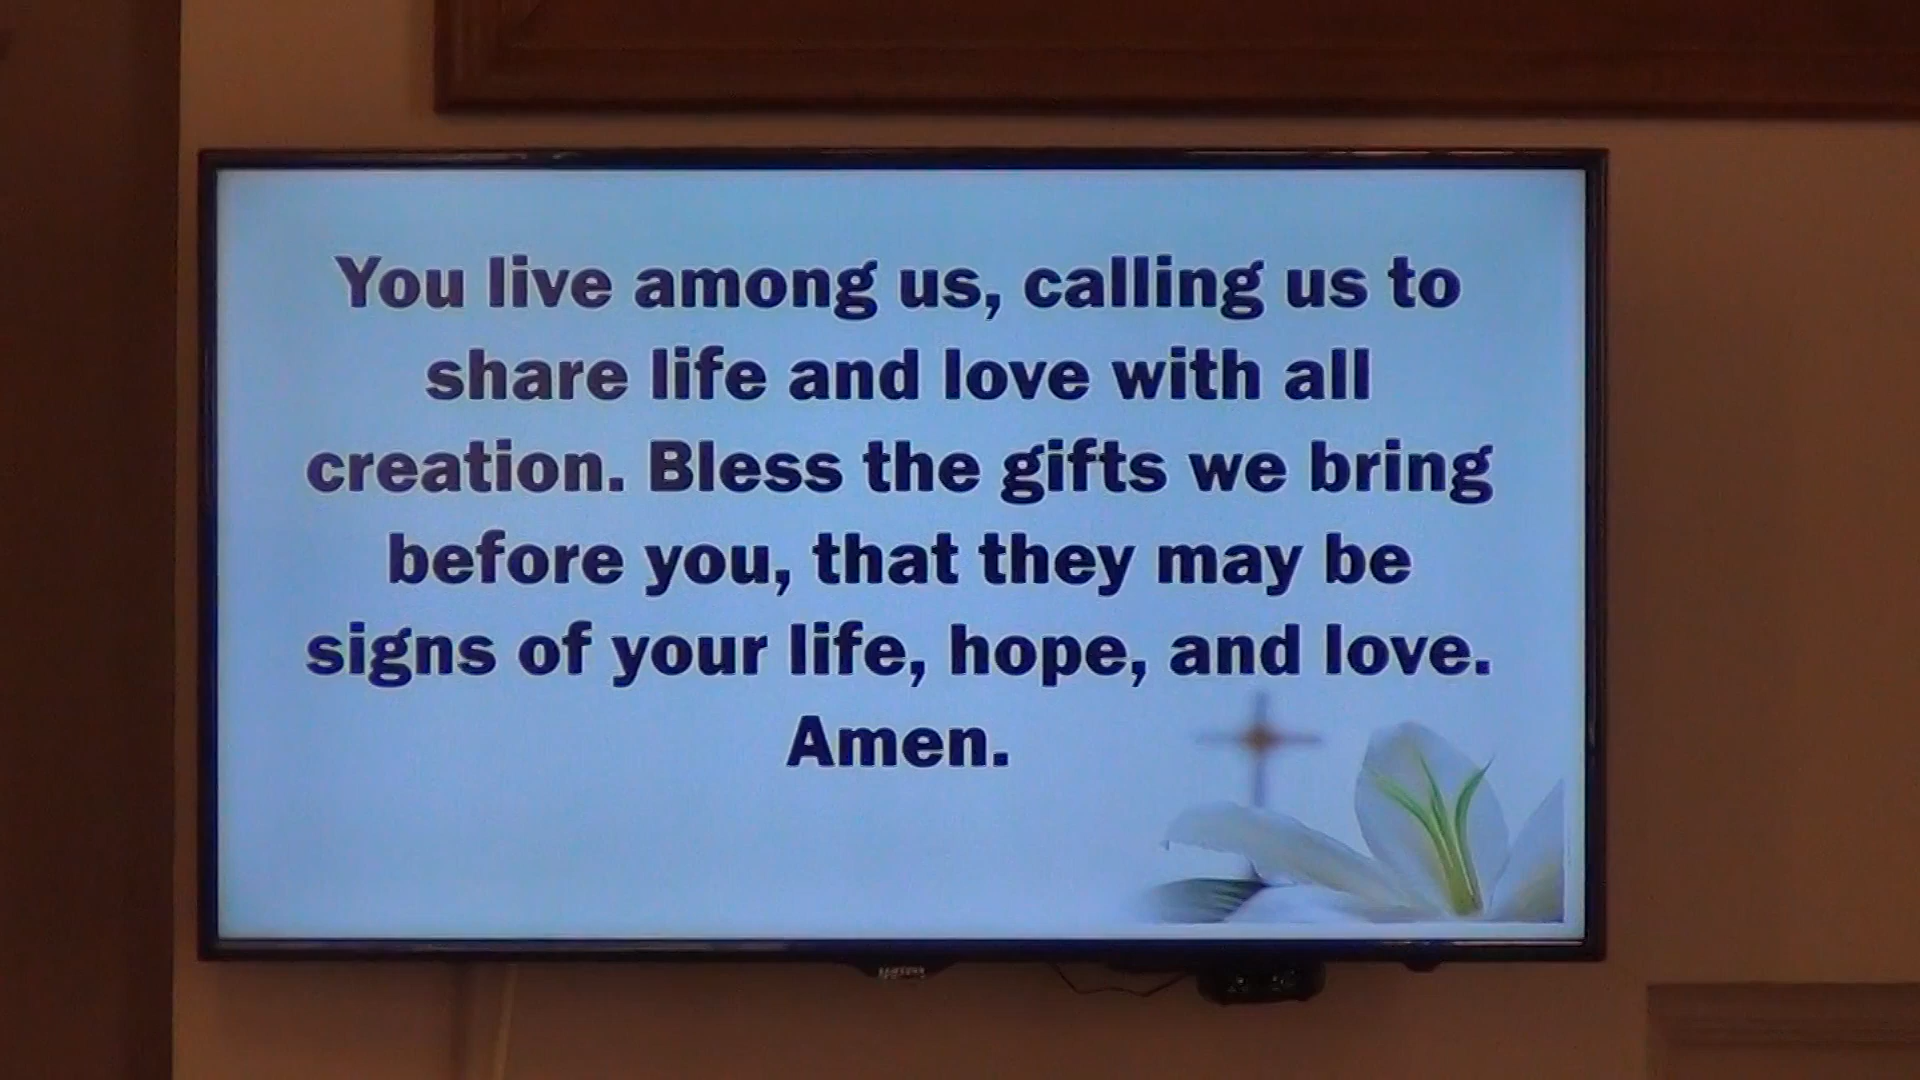 You live among us, calling us to
share life and love with all
creation. Bless the gifts we bring
before you, that they may be
signs of your life, hope, and love.
Amen.